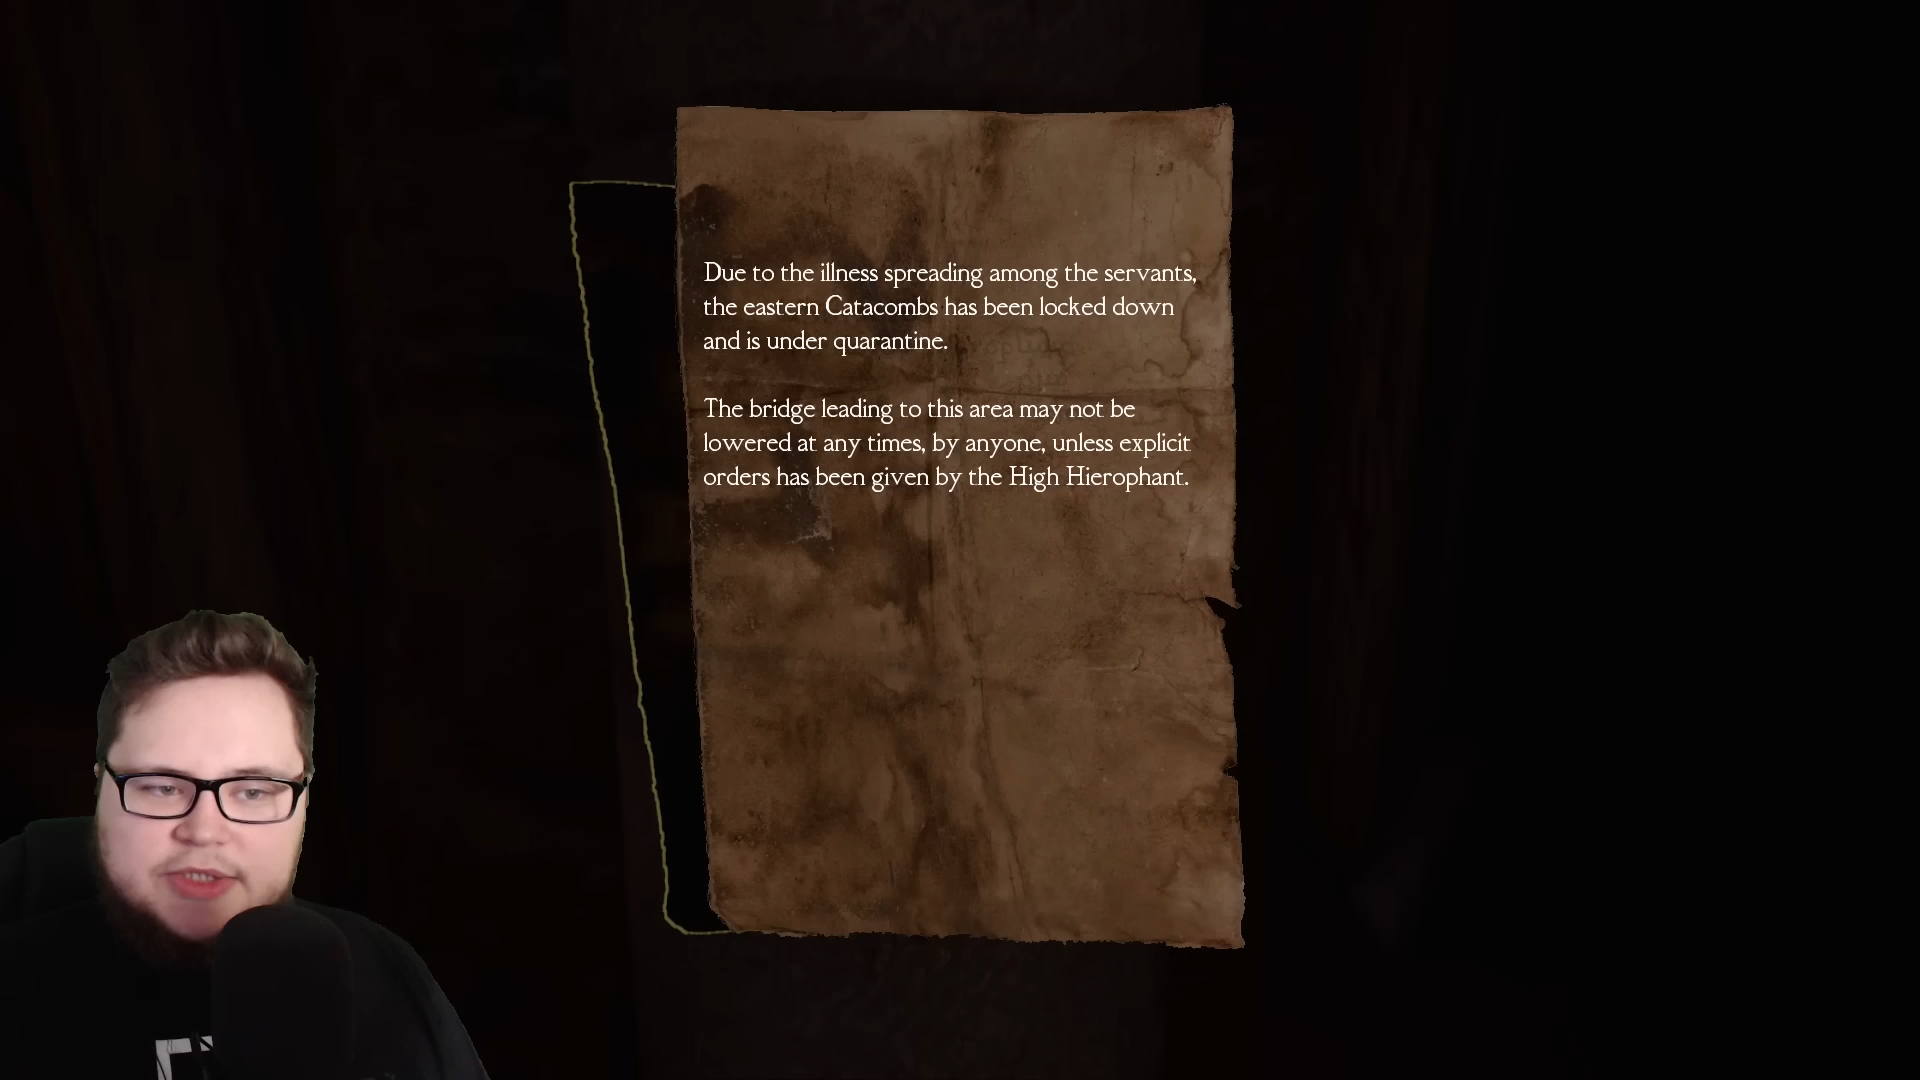 Due to the illness spreading among the servants,
the eastern Catacombs has been locked down
and is under quarantine.
The bridge leading to this area may not be
lowered at any times, by anyone, unless explicit
orders has been given by the High Hierophant.